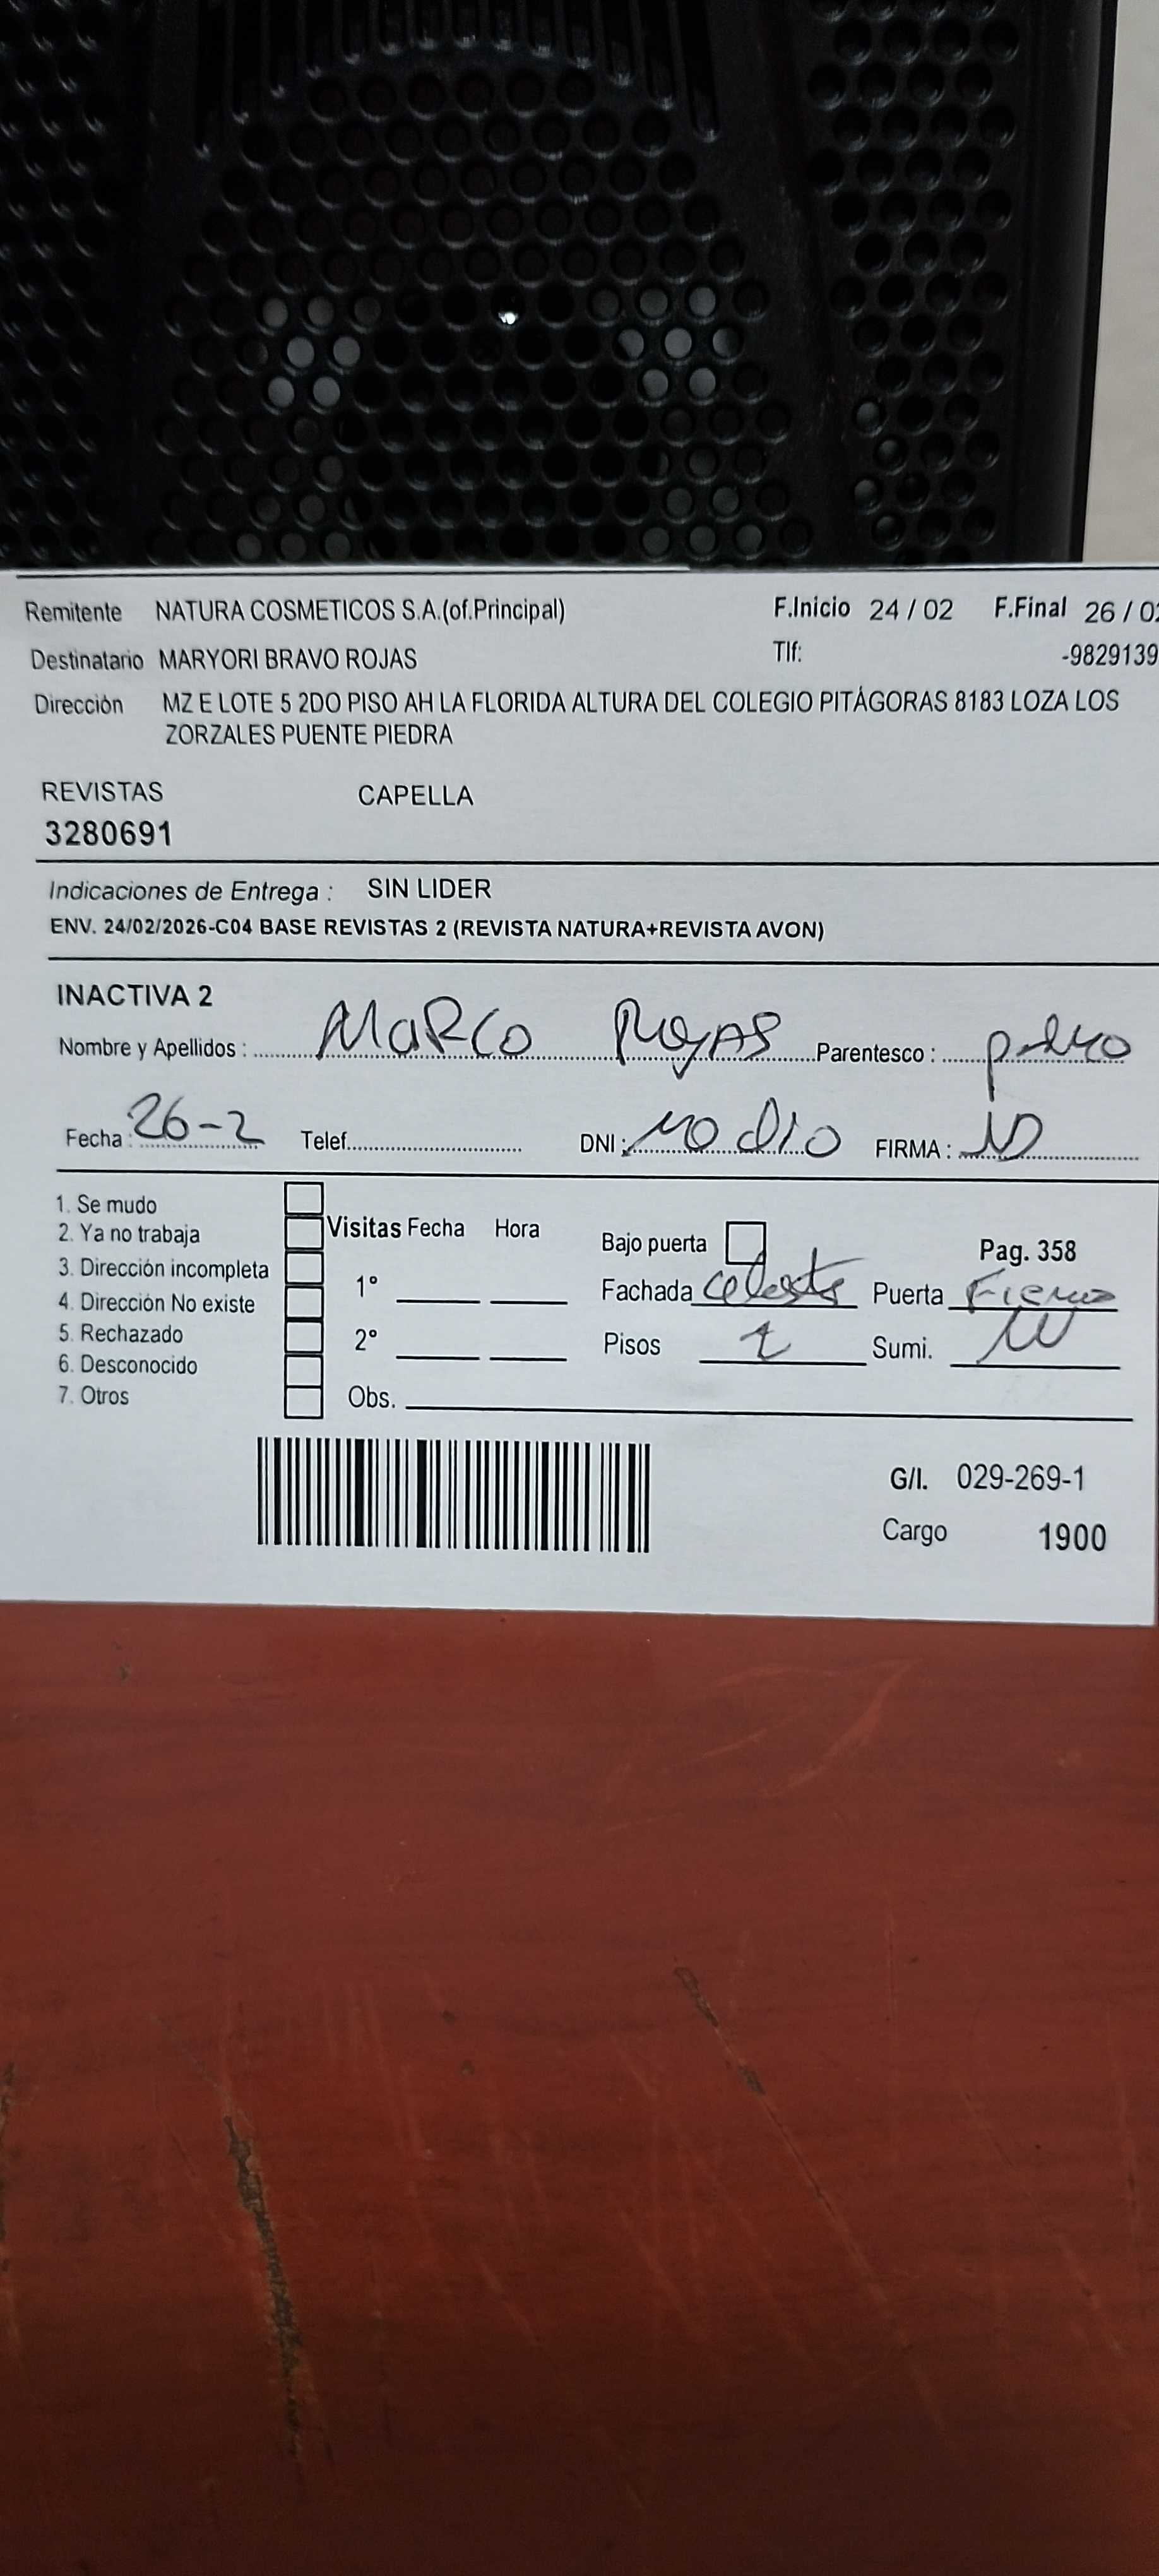 Remitente NATURA COSMETICOS S.A.(of.Principal) F.Inicio 24 / 02 F.Final 26 / 02
Destinatario MARYORI BRAVO ROJAS Tlf: -9829139
Dirección MZ E LOTE 5 2DO PISO AH LA FLORIDA ALTURA DEL COLEGIO PITÁGORAS 8183 LOZA LOS
ZORZALES PUENTE PIEDRA
REVISTAS CAPELLA
3280691
Indicaciones de Entrega : SIN LIDER
ENV. 24/02/2026-C04 BASE REVISTAS 2 (REVISTA NATURA+REVISTA AVON)
INACTIVA 2
Nombre y Apellidos : MARCO ROJAS Parentesco :
Fecha : 26-2 Telef. DNI : NO dIO FIRMA :
1. Se mudo
2. Ya no trabaja Visitas Fecha Hora Bajo puerta Pag. 358
3. Dirección incompleta
4. Dirección No existe 1° Fachada celeste Puerta Fierro
5. Rechazado 2° Pisos Sumi.
6. Desconocido
7. Otros Obs.
G/I. 029-269-1
Cargo 1900